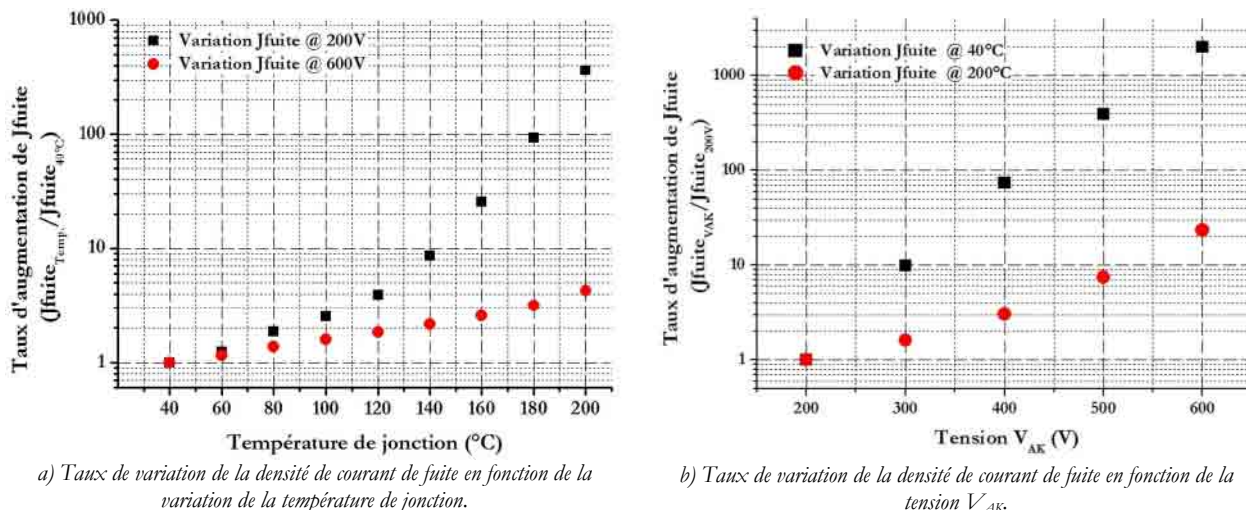 Taux d'augmentation de Jfuite
(Jfuite_Temp./Jfuite_40°C)
1000
100
10
1
Variation Jfuite @ 200V
Variation Jfuite @ 600V
40 60 80 100 120 140 160 180 200
Température de jonction (°C)
a) Taux de variation de la densité de courant de fuite en fonction de la
variation de la température de jonction.
Taux d'augmentation de Jfuite
(Jfuite_VAK/Jfuite_200V)
1000
100
10
1
Variation Jfuite @ 40°C
Variation Jfuite @ 200°C
200 300 400 500 600
Tension V_AK (V)
b) Taux de variation de la densité de courant de fuite en fonction de la
tension V_AK.